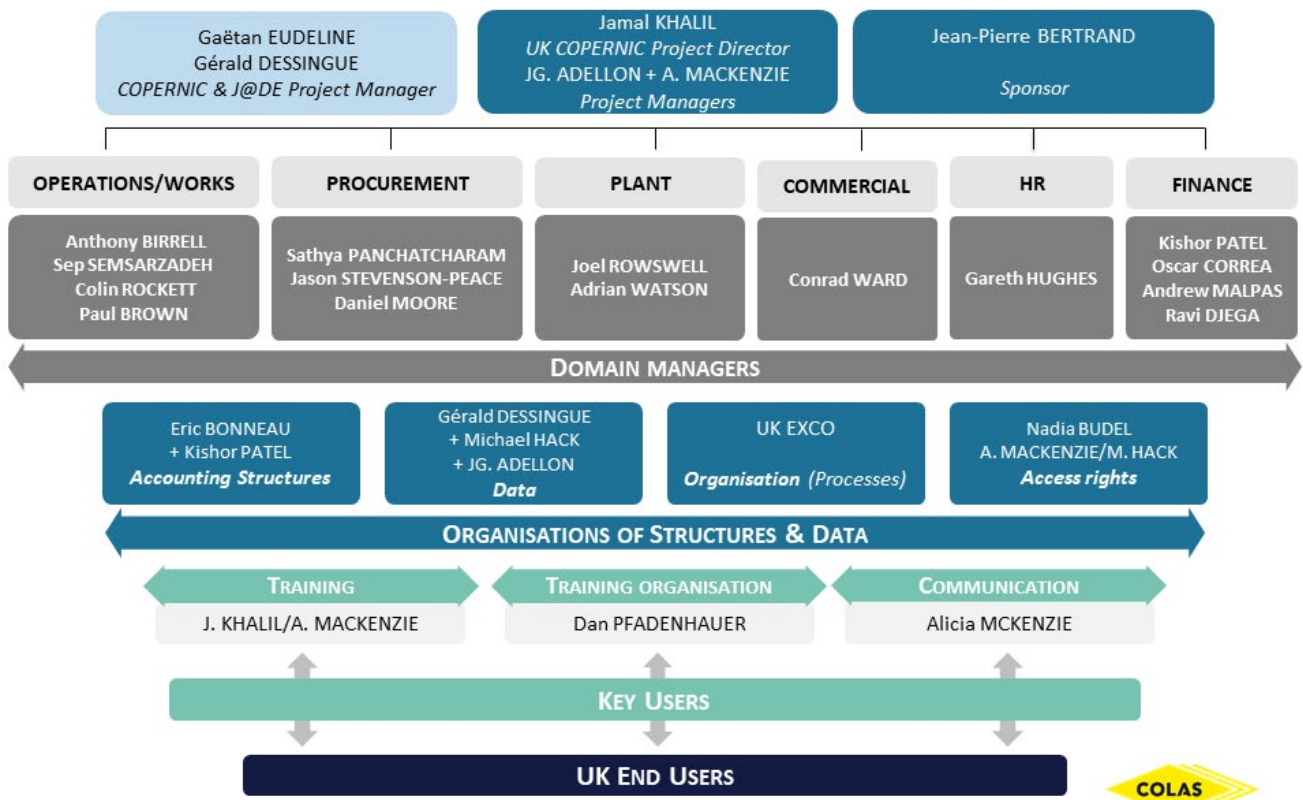 Gaëtan EUDELINE
Gérald DESSINGUE
COPERNIC & J@DE Project Manager
Jamal KHALIL
UK COPERNIC Project Director
JG. ADELLON + A. MACKENZIE
Project Managers
Jean-Pierre BERTRAND
Sponsor
OPERATIONS/WORKS
PROCUREMENT
PLANT
COMMERCIAL
HR
FINANCE
Anthony BIRRELL
Sep SEMSARZADEH
Colin ROCKETT
Paul BROWN
Sathya PANCHATCHARAM
Jason STEVENSON-PEACE
Daniel MOORE
Joel ROWSWELL
Adrian WATSON
Conrad WARD
Gareth HUGHES
Kishor PATEL
Oscar CORREA
Andrew MALPAS
Ravi DJEGA
DOMAIN MANAGERS
Eric BONNEAU
+ Kishor PATEL
Accounting Structures
Gérald DESSINGUE
+ Michael HACK
+ JG. ADELLON
Data
UK EXCO
Organisation (Processes)
Nadia BUDEL
A. MACKENZIE/M. HACK
Access rights
ORGANISATIONS OF STRUCTURES & DATA
TRAINING
TRAINING ORGANISATION
COMMUNICATION
J. KHALIL/A. MACKENZIE
Dan PFADENHAUER
Alicia MCKENZIE
KEY USERS
UK END USERS
COLAS